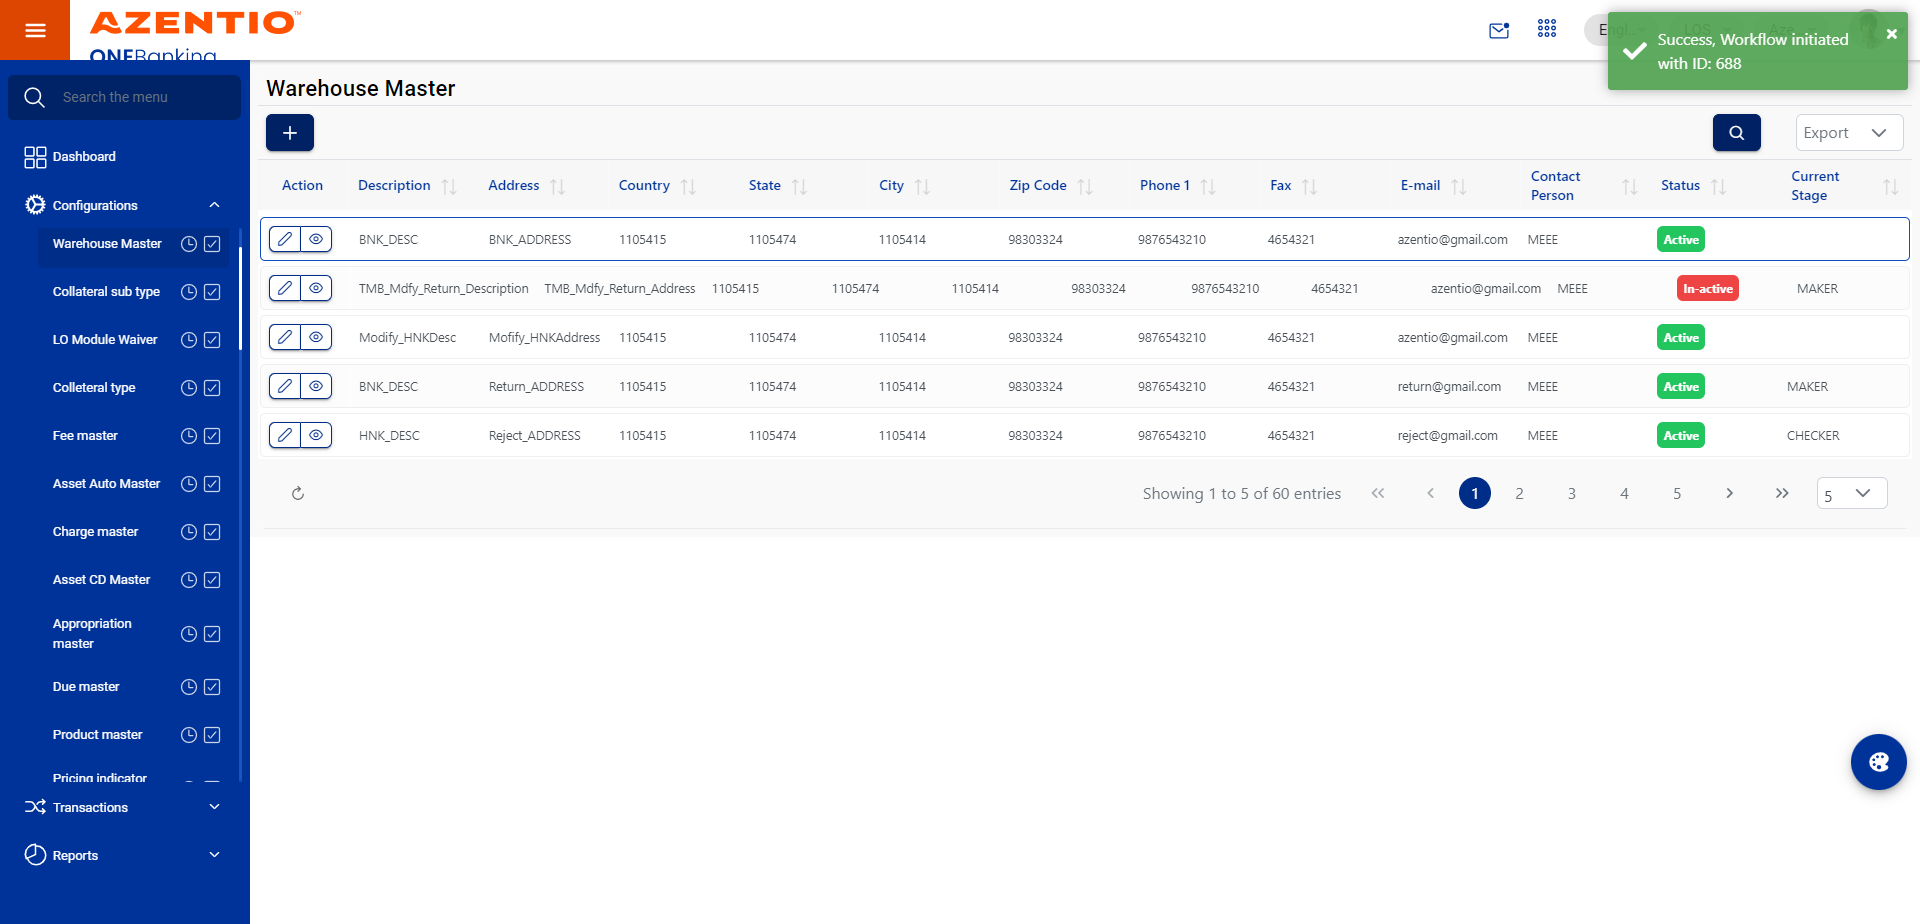 AZENTIO™
ONEBanking
Success, Workflow initiated
with ID: 688
Search the menu
Dashboard
Configurations
Warehouse Master
Collateral sub type
LO Module Waiver
Colleteral type
Fee master
Asset Auto Master
Charge master
Asset CD Master
Appropriation
master
Due master
Product master
Pricing indicator
Transactions
Reports
Warehouse Master
Export
Action Description Address Country State City Zip Code Phone 1 Fax E-mail Contact Person Status Current Stage
BNK_DESC BNK_ADDRESS 1105415 1105474 1105414 98303324 9876543210 4654321 azentio@gmail.com MEEE Active
TMB_Mdfy_Return_Description TMB_Mdfy_Return_Address 1105415 1105474 1105414 98303324 9876543210 4654321 azentio@gmail.com MEEE In-active MAKER
Modify_HNKDesc Mofify_HNKAddress 1105415 1105474 1105414 98303324 9876543210 4654321 azentio@gmail.com MEEE Active
BNK_DESC Return_ADDRESS 1105415 1105474 1105414 98303324 9876543210 4654321 return@gmail.com MEEE Active MAKER
HNK_DESC Reject_ADDRESS 1105415 1105474 1105414 98303324 9876543210 4654321 reject@gmail.com MEEE Active CHECKER
Showing 1 to 5 of 60 entries 1 2 3 4 5 5